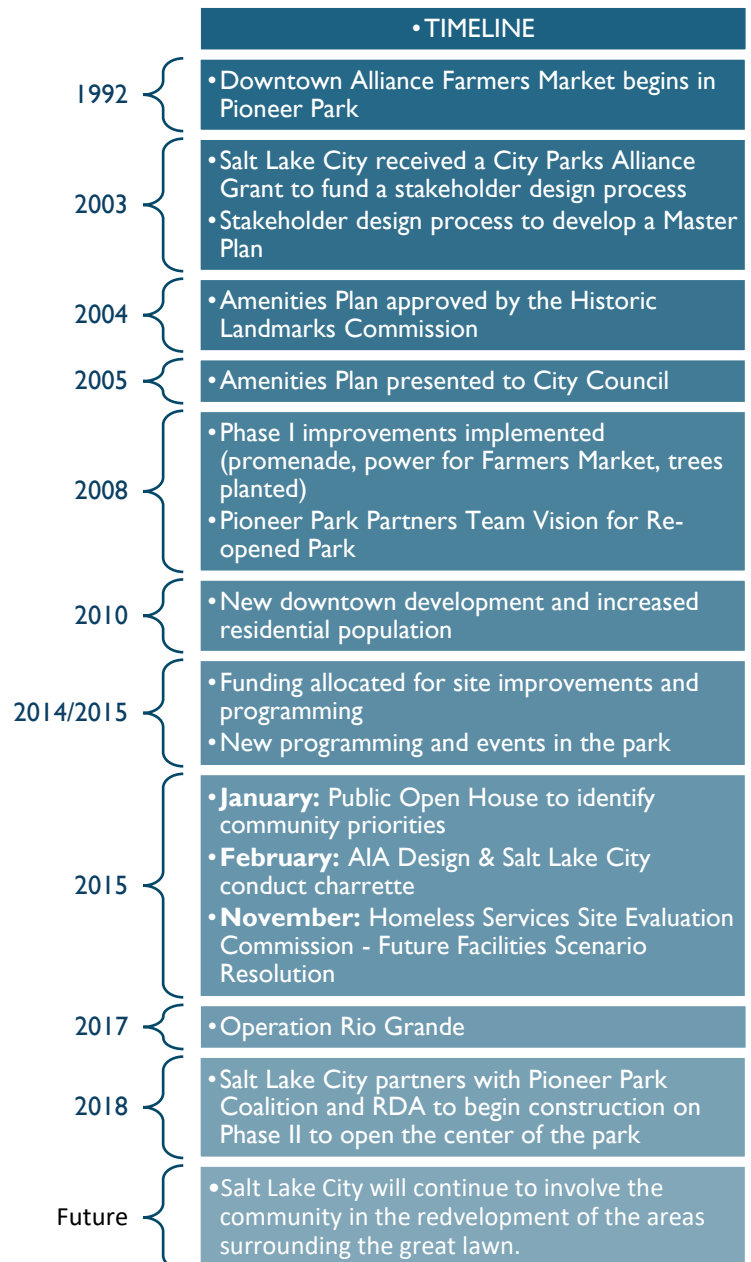 • TIMELINE
1992
• Downtown Alliance Farmers Market begins in
Pioneer Park
2003
• Salt Lake City received a City Parks Alliance
Grant to fund a stakeholder design process
• Stakeholder design process to develop a Master
Plan
2004
• Amenities Plan approved by the Historic
Landmarks Commission
2005
• Amenities Plan presented to City Council
2008
• Phase I improvements implemented
(promenade, power for Farmers Market, trees
planted)
• Pioneer Park Partners Team Vision for Re-
opened Park
2010
• New downtown development and increased
residential population
2014/2015
• Funding allocated for site improvements and
programming
• New programming and events in the park
2015
• January: Public Open House to identify
community priorities
• February: AIA Design & Salt Lake City
conduct charrette
• November: Homeless Services Site Evaluation
Commission - Future Facilities Scenario
Resolution
2017
• Operation Rio Grande
2018
• Salt Lake City partners with Pioneer Park
Coalition and RDA to begin construction on
Phase II to open the center of the park
Future
• Salt Lake City will continue to involve the
community in the redvelopment of the areas
surrounding the great lawn.